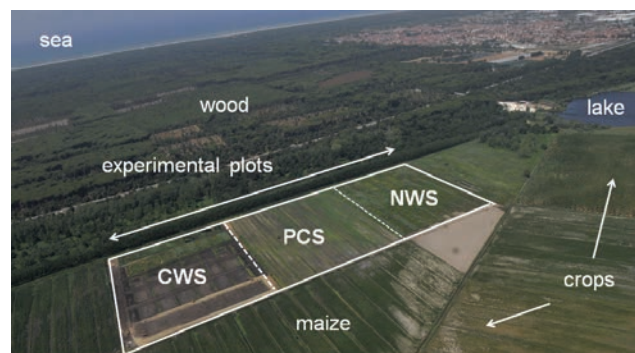 sea
wood
lake
experimental plots
NWS
PCS
CWS
crops
maize